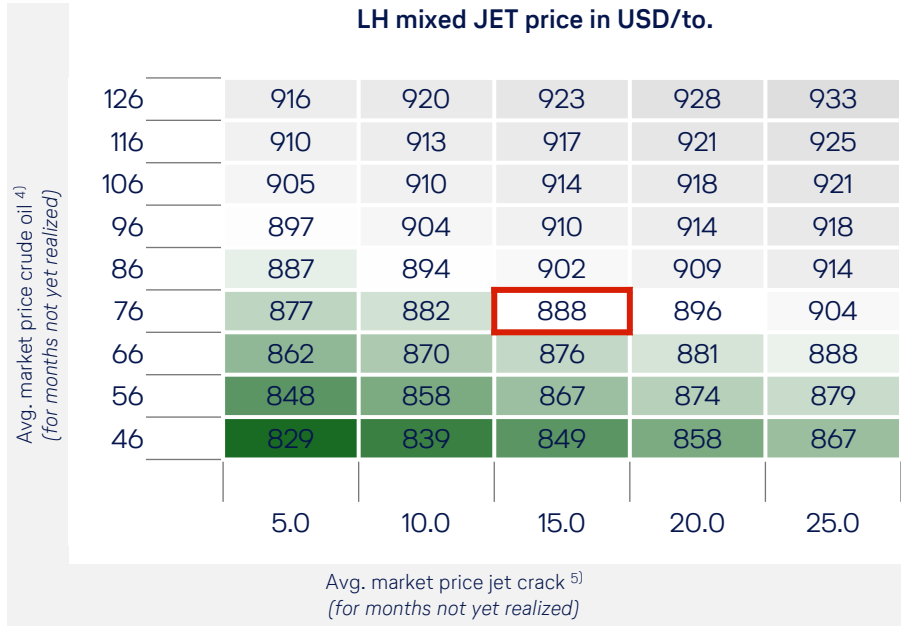 LH mixed JET price in USD/to.
Avg. market price crude oil 4)
(for months not yet realized)
126 916 920 923 928 933
116 910 913 917 921 925
106 905 910 914 918 921
96 897 904 910 914 918
86 887 894 902 909 914
76 877 882 888 896 904
66 862 870 876 881 888
56 848 858 867 874 879
46 829 839 849 858 867
5.0 10.0 15.0 20.0 25.0
Avg. market price jet crack 5)
(for months not yet realized)